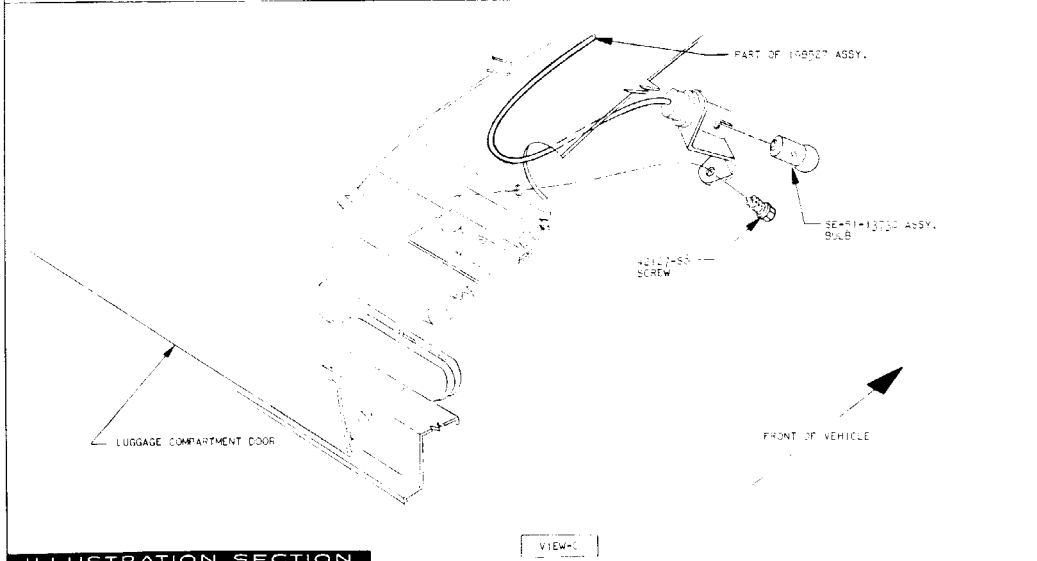 PART OF ASSY.
ASSY.
BULB
SCREW
LUGGAGE COMPARTMENT DOOR
FRONT OF VEHICLE
VIEW-C
ILLUSTRATION SECTION